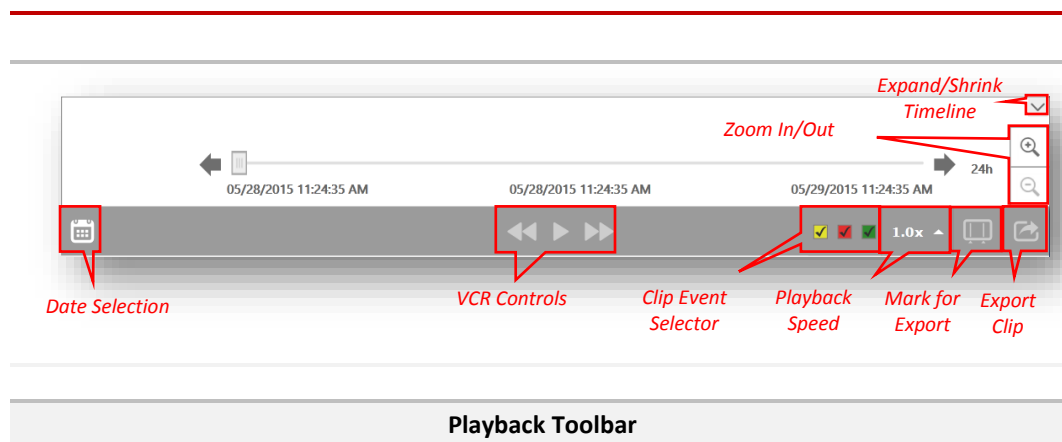 Expand/Shrink
Timeline
Zoom In/Out
24h
05/28/2015 11:24:35 AM
05/28/2015 11:24:35 AM
05/29/2015 11:24:35 AM
1.0x
Date Selection
VCR Controls
Clip Event
Selector
Playback
Speed
Mark for
Export
Export
Clip
Playback Toolbar